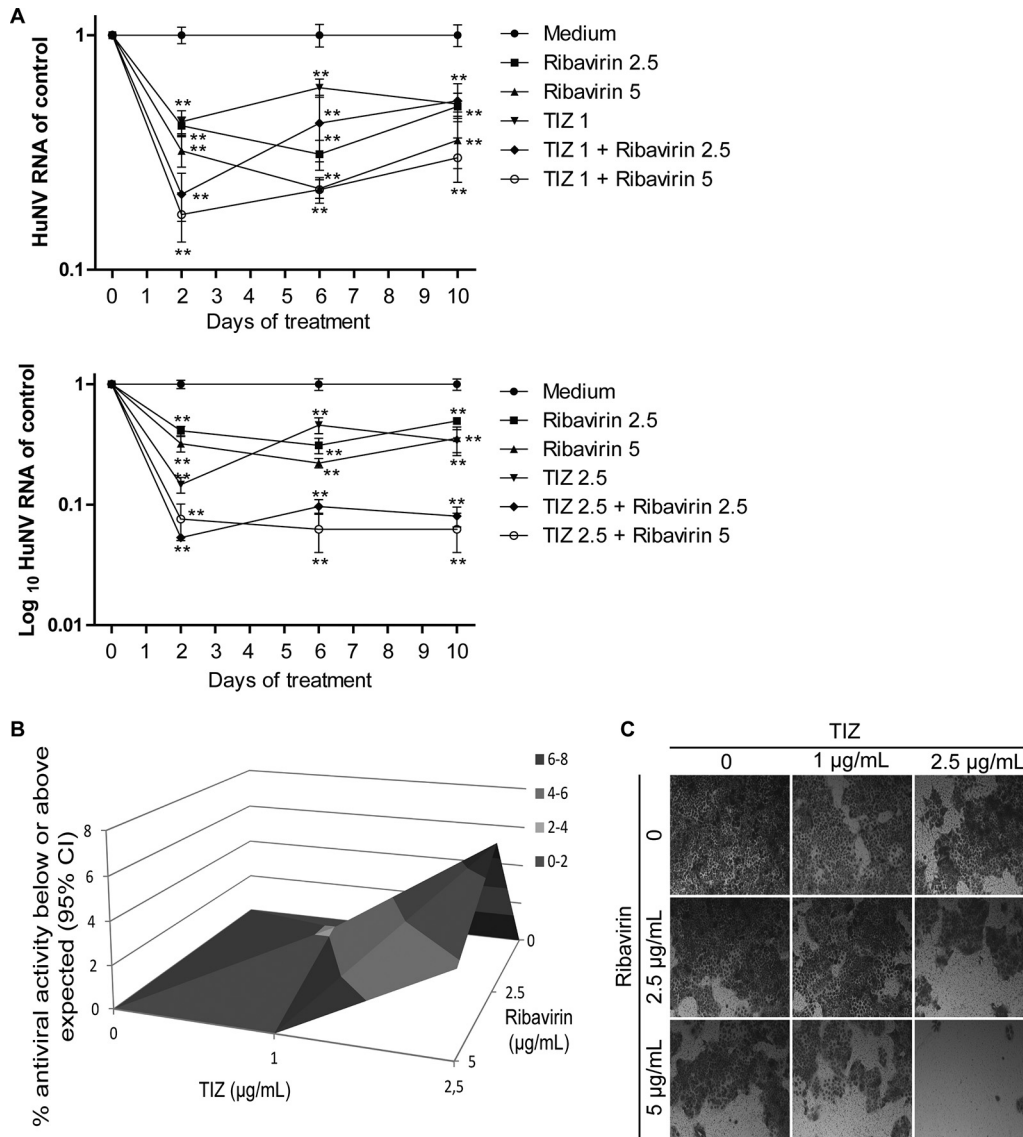 A
HuNV RNA of control
1
0.1
0 1 2 3 4 5 6 7 8 9 10
Days of treatment
** ** ** ** ** ** ** ** ** ** ** ** **
Medium
Ribavirin 2.5
Ribavirin 5
TIZ 1
TIZ 1 + Ribavirin 2.5
TIZ 1 + Ribavirin 5
Log 10 HuNV RNA of control
1
0.1
0.01
0 1 2 3 4 5 6 7 8 9 10
Days of treatment
** ** ** ** ** ** ** ** ** ** ** ** ** **
Medium
Ribavirin 2.5
Ribavirin 5
TIZ 2.5
TIZ 2.5 + Ribavirin 2.5
TIZ 2.5 + Ribavirin 5
B
% antiviral activity below or above
expected (95% CI)
8
6
4
2
0
0
1
2,5
TIZ (µg/mL)
0
2.5
5
Ribavirin
(µg/mL)
6-8
4-6
2-4
0-2
C
TIZ
0 1 µg/mL 2.5 µg/mL
Ribavirin
0
2.5 µg/mL
5 µg/mL